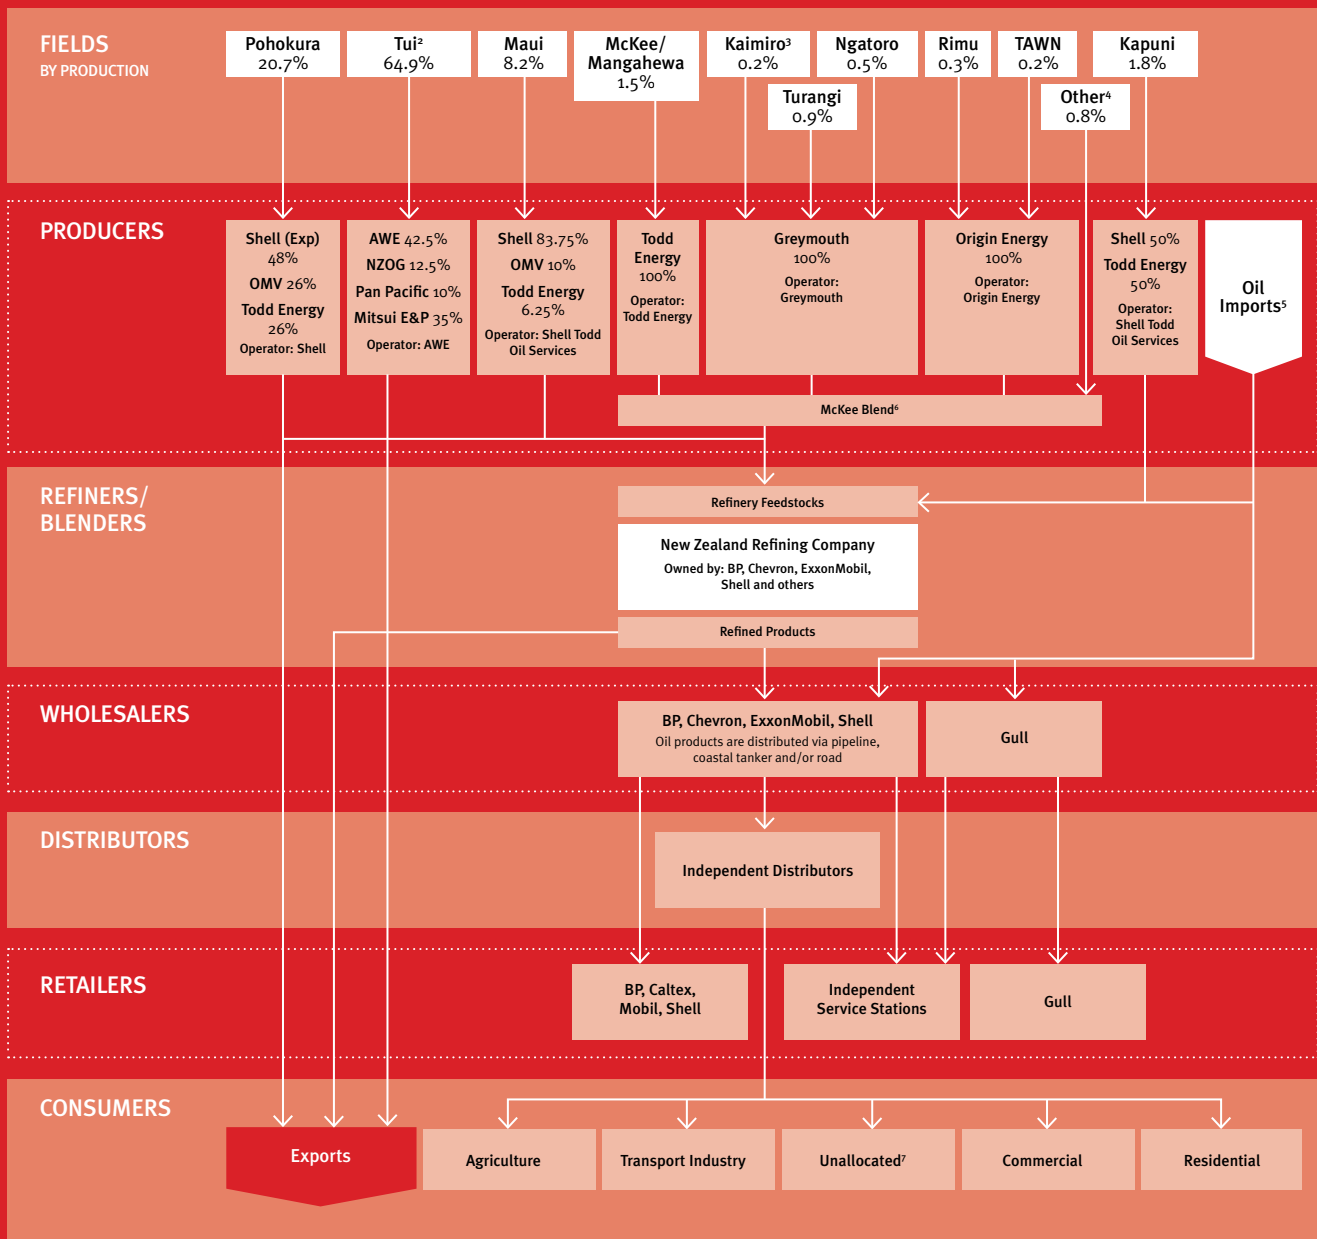 FIELDS
BY PRODUCTION
Pohokura
20.7%
Tui²
64.9%
Maui
8.2%
McKee/
Mangahewa
1.5%
Kaimiro³
0.2%
Ngatoro
0.5%
Rimu
0.3%
TAWN
0.2%
Kapuni
1.8%
Turangi
0.9%
Other⁴
0.8%
PRODUCERS
Shell (Exp)
48%
OMV 26%
Todd Energy
26%
Operator: Shell
AWE 42.5%
NZOG 12.5%
Pan Pacific 10%
Mitsui E&P 35%
Operator: AWE
Shell 83.75%
OMV 10%
Todd Energy
6.25%
Operator: Shell Todd
Oil Services
Todd
Energy
100%
Operator:
Todd Energy
Greymouth
100%
Operator:
Greymouth
Origin Energy
100%
Operator:
Origin Energy
Shell 50%
Todd Energy
50%
Operator:
Shell Todd
Oil Services
Oil
Imports⁵
McKee Blend⁶
REFINERS/
BLENDERS
Refinery Feedstocks
New Zealand Refining Company
Owned by: BP, Chevron, ExxonMobil,
Shell and others
Refined Products
WHOLESALERS
BP, Chevron, ExxonMobil, Shell
Oil products are distributed via pipeline,
coastal tanker and/or road
Gull
DISTRIBUTORS
Independent Distributors
RETAILERS
BP, Caltex,
Mobil, Shell
Independent
Service Stations
Gull
CONSUMERS
Exports
Agriculture
Transport Industry
Unallocated⁷
Commercial
Residential